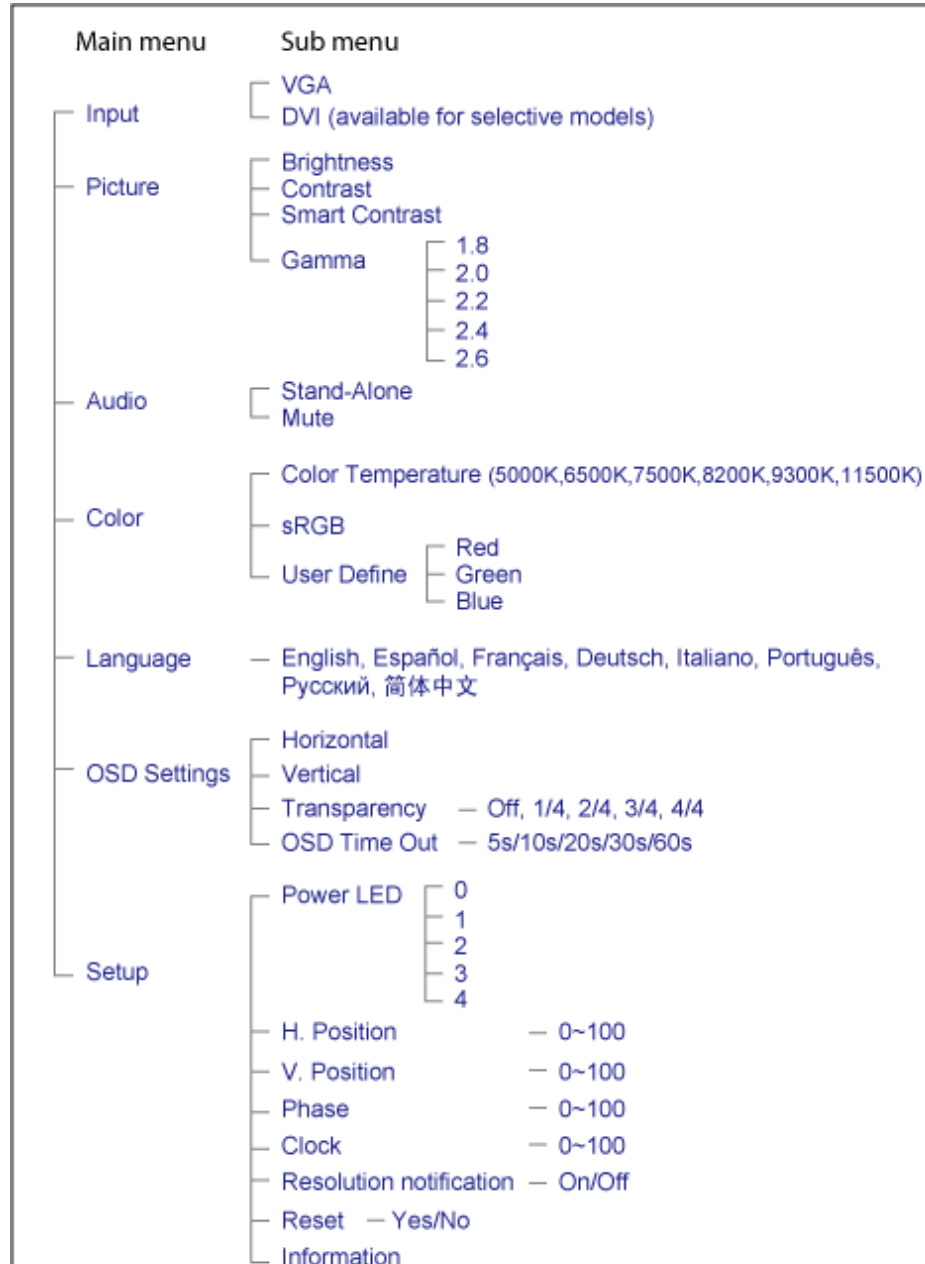 Main menu Sub menu
VGA
Input
DVI (available for selective models)
Brightness
Picture
Contrast
Smart Contrast
Gamma
1.8
2.0
2.2
2.4
2.6
Audio
Stand-Alone
Mute
Color Temperature (5000K,6500K,7500K,8200K,9300K,11500K)
Color
sRGB
User Define
Red
Green
Blue
Language
English, Español, Français, Deutsch, Italiano, Português,
Русский, 简体中文
Horizontal
OSD Settings
Vertical
Transparency — Off, 1/4, 2/4, 3/4, 4/4
OSD Time Out — 5s/10s/20s/30s/60s
Setup
Power LED
0
1
2
3
4
H. Position — 0~100
V. Position — 0~100
Phase — 0~100
Clock — 0~100
Resolution notification — On/Off
Reset — Yes/No
Information